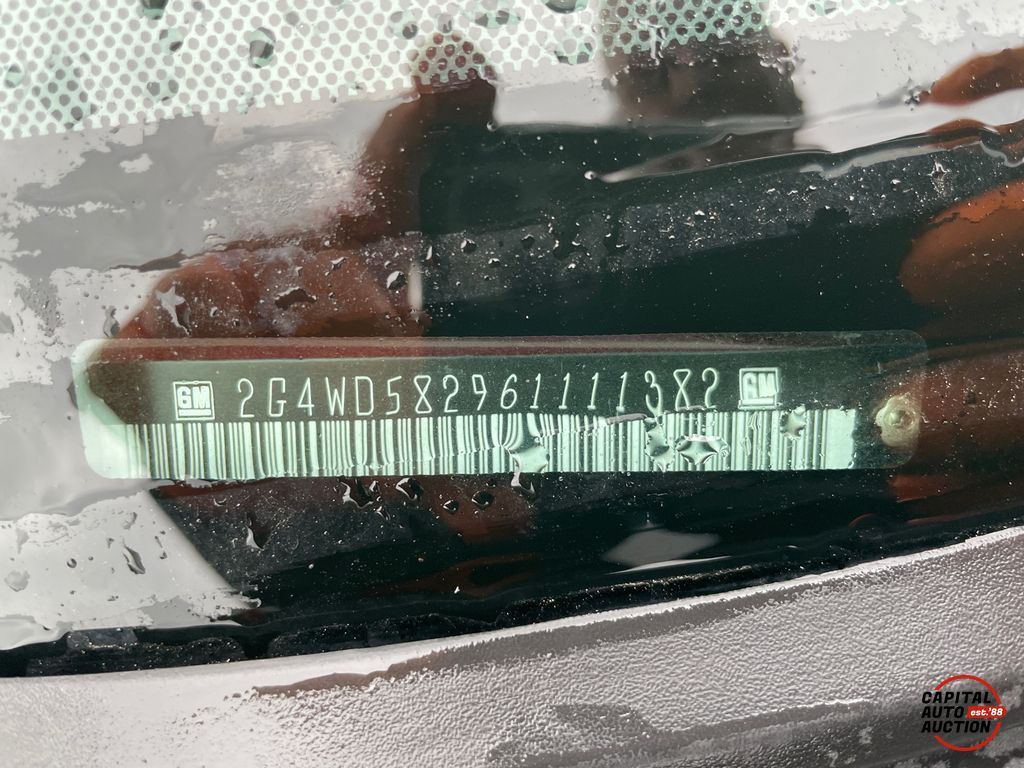 GM 2G4WD582961111382 GM
CAPITAL
AUTO est.'88
AUCTION